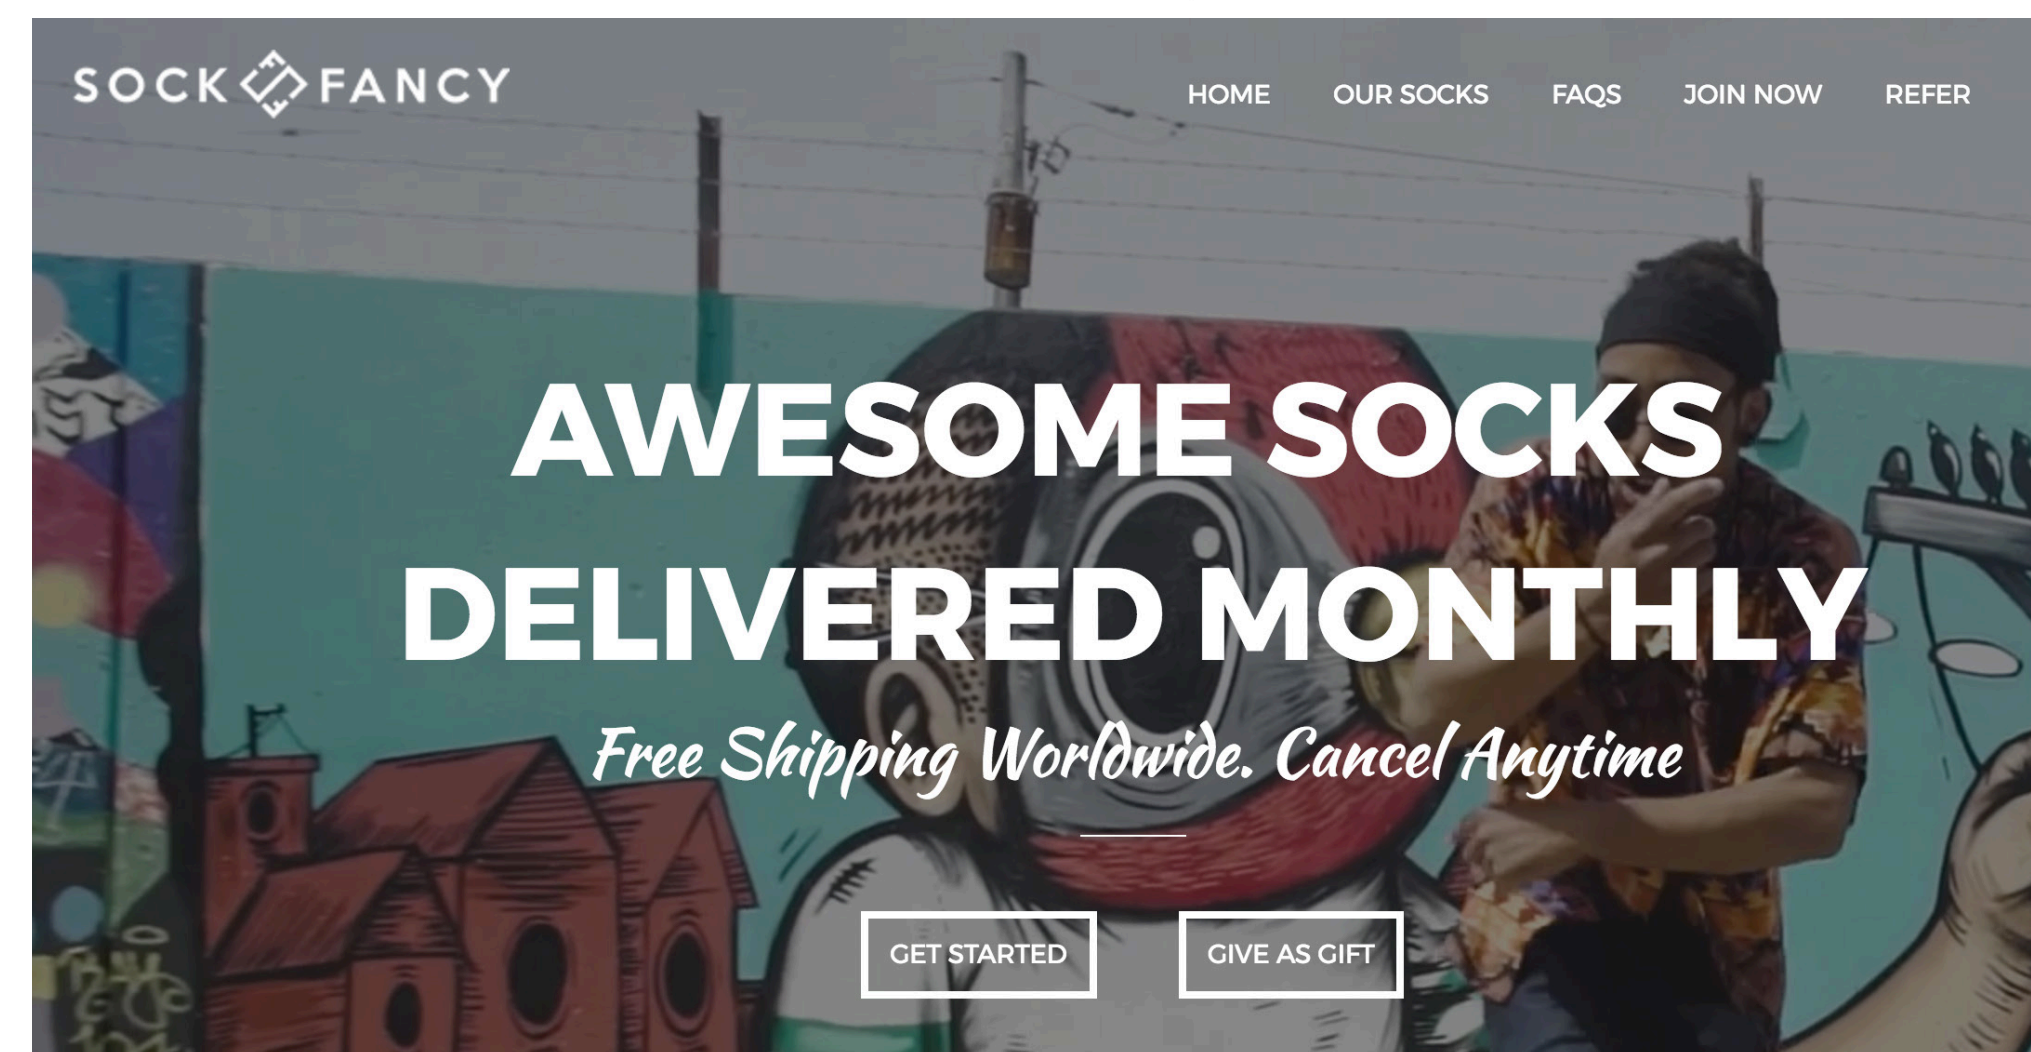 SOCK FANCY
HOME OUR SOCKS FAQS JOIN NOW REFER
AWESOME SOCKS
DELIVERED MONTHLY
Free Shipping Worldwide. Cancel Anytime
GET STARTED GIVE AS GIFT